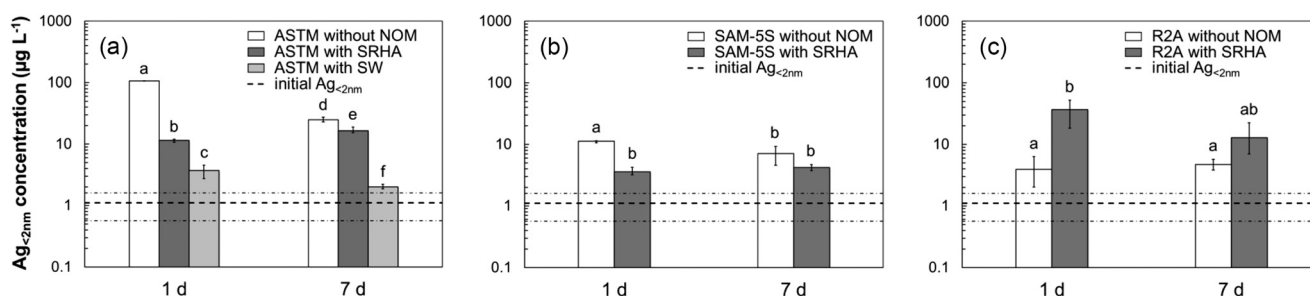 Ag<2nm concentration (µg L-1)
(a)
1000
100
10
1
0.1
ASTM without NOM
ASTM with SRHA
ASTM with SW
initial Ag<2nm
a
b
c
d
e
f
1 d 7 d
(b)
1000
100
10
1
0.1
SAM-5S without NOM
SAM-5S with SRHA
initial Ag<2nm
a
b
b
b
1 d 7 d
(c)
1000
100
10
1
0.1
R2A without NOM
R2A with SRHA
initial Ag<2nm
a
b
a
ab
1 d 7 d